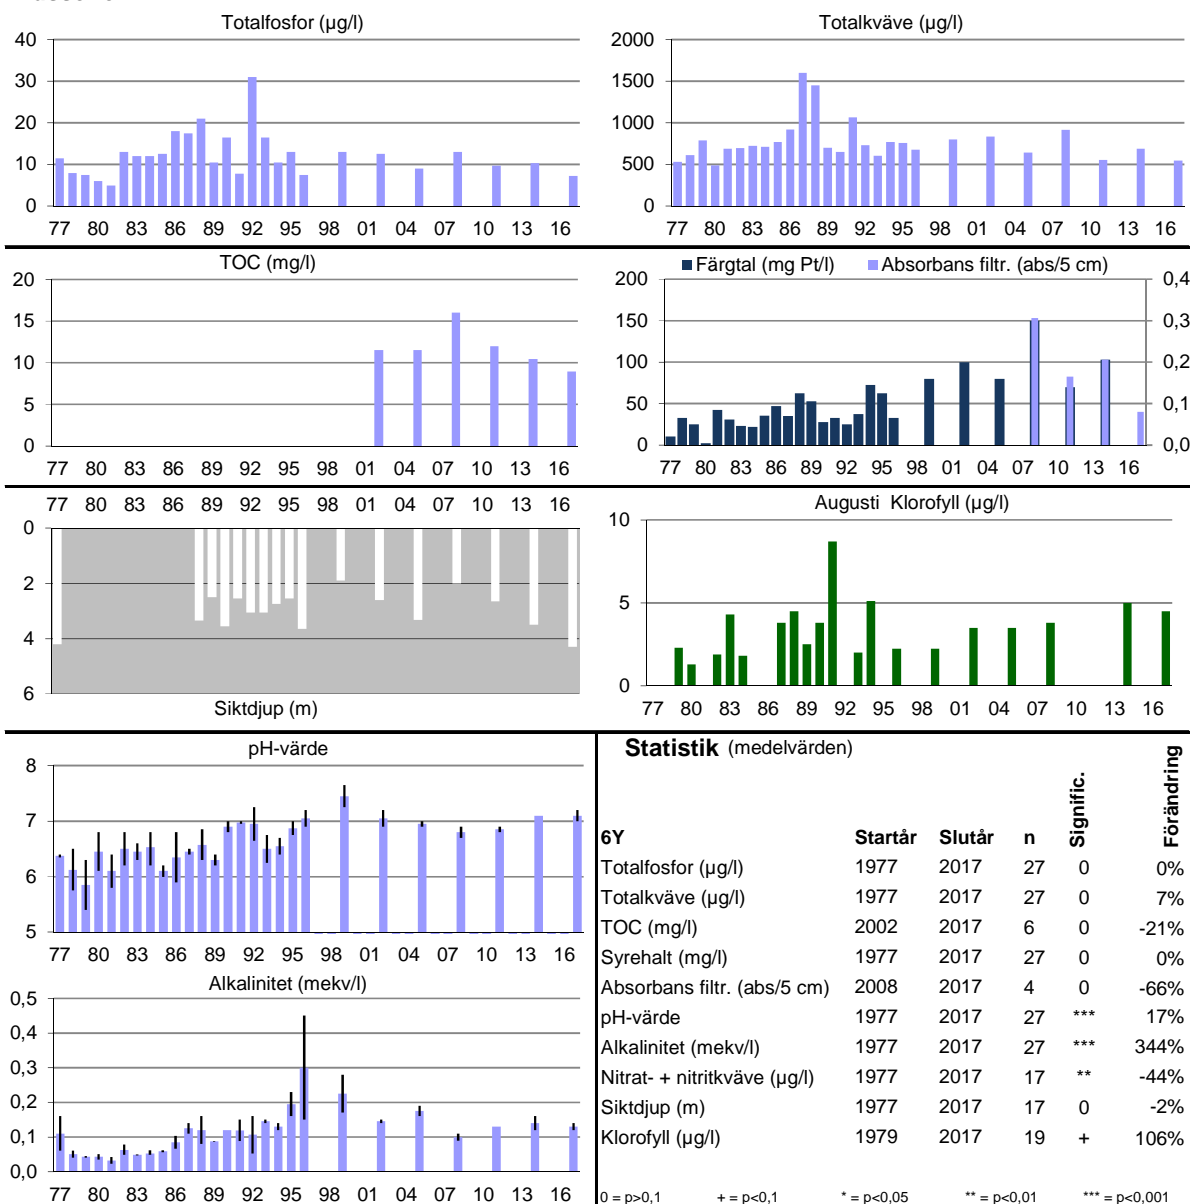 Totalfosfor (µg/l)
40
30
20
10
0
77 80 83 86 89 92 95 98 01 04 07 10 13 16
Totalkväve (µg/l)
2000
1500
1000
500
0
77 80 83 86 89 92 95 98 01 04 07 10 13 16
TOC (mg/l)
20
15
10
5
0
77 80 83 86 89 92 95 98 01 04 07 10 13 16
Färgtal (mg Pt/l) Absorbans filtr. (abs/5 cm)
200 0,4
150 0,3
100 0,2
50 0,1
0 0,0
77 80 83 86 89 92 95 98 01 04 07 10 13 16
77 80 83 86 89 92 95 98 01 04 07 10 13 16
0
2
4
6
Siktdjup (m)
Augusti Klorofyll (µg/l)
10
5
0
77 80 83 86 89 92 95 98 01 04 07 10 13 16
pH-värde
8
7
6
5
77 80 83 86 89 92 95 98 01 04 07 10 13 16
Alkalinitet (mekv/l)
0,5
0,4
0,3
0,2
0,1
0,0
77 80 83 86 89 92 95 98 01 04 07 10 13 16
Statistik (medelvärden)
6Y Startår Slutår n Signific. Förändring
Totalfosfor (µg/l) 1977 2017 27 0 0%
Totalkväve (µg/l) 1977 2017 27 0 7%
TOC (mg/l) 2002 2017 6 0 -21%
Syrehalt (mg/l) 1977 2017 27 0 0%
Absorbans filtr. (abs/5 cm) 2008 2017 4 0 -66%
pH-värde 1977 2017 27 *** 17%
Alkalinitet (mekv/l) 1977 2017 27 *** 344%
Nitrat- + nitritkväve (µg/l) 1977 2017 17 ** -44%
Siktdjup (m) 1977 2017 17 0 -2%
Klorofyll (µg/l) 1979 2017 19 + 106%
0 = p>0,1 + = p<0,1 * = p<0,05 ** = p<0,01 *** = p<0,001